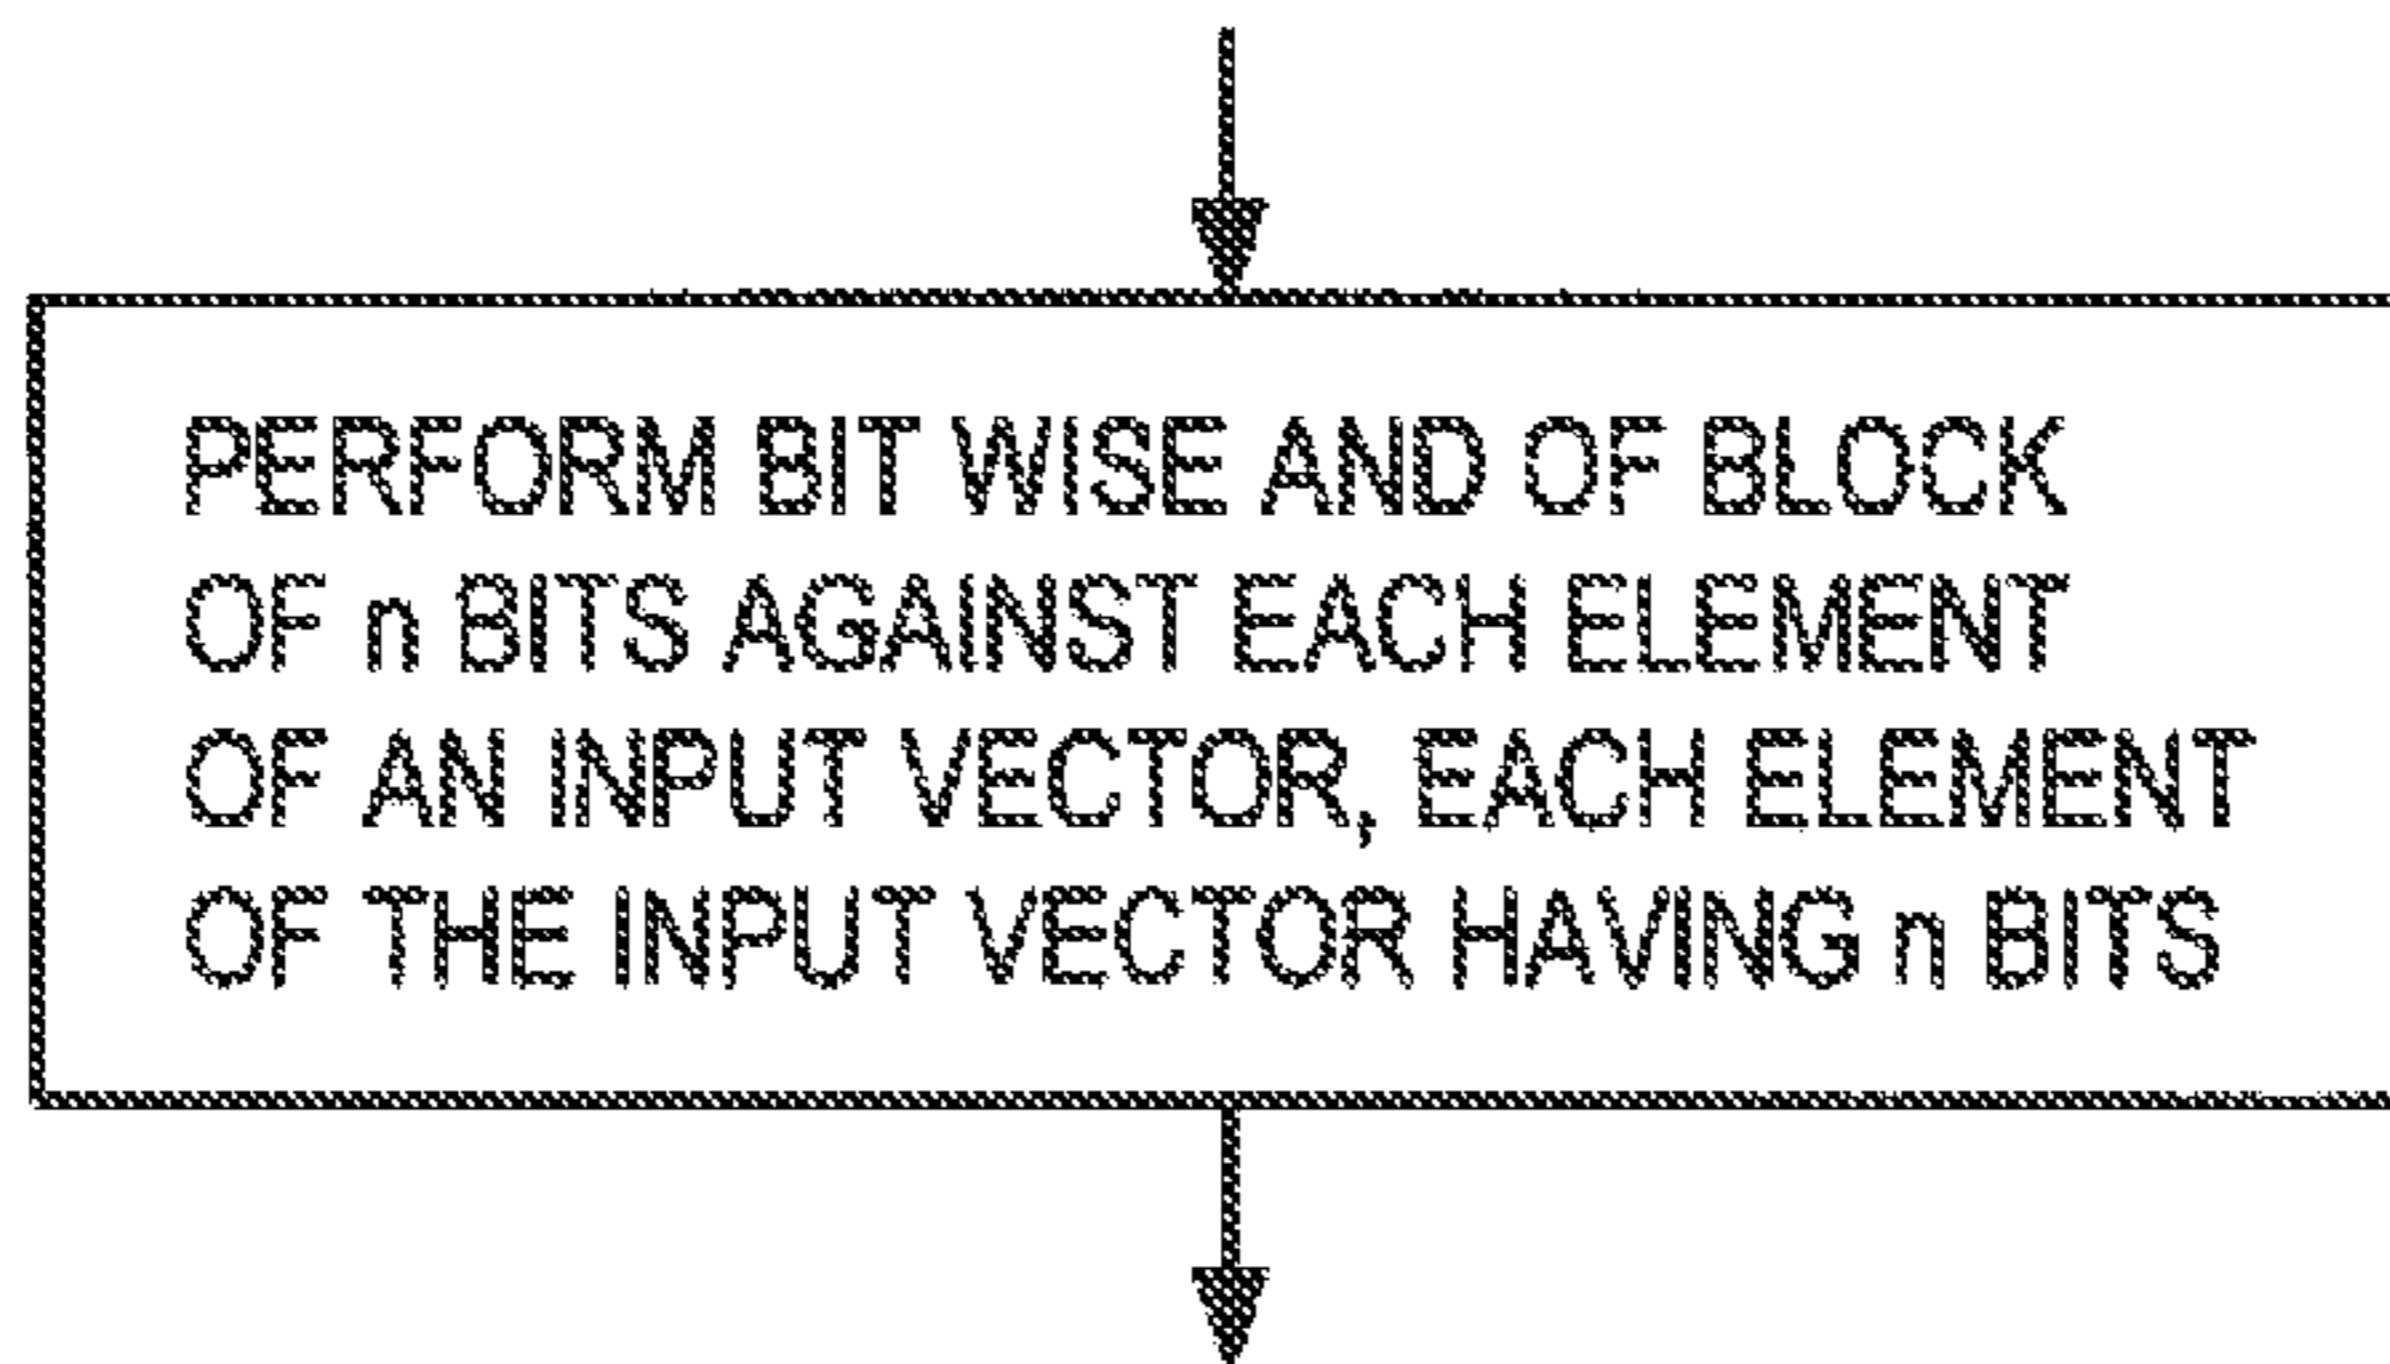 PERFORM BIT WISE AND OF BLOCK
OF n BITS AGAINST EACH ELEMENT
OF AN INPUT VECTOR, EACH ELEMENT
OF THE INPUT VECTOR HAVING n BITS